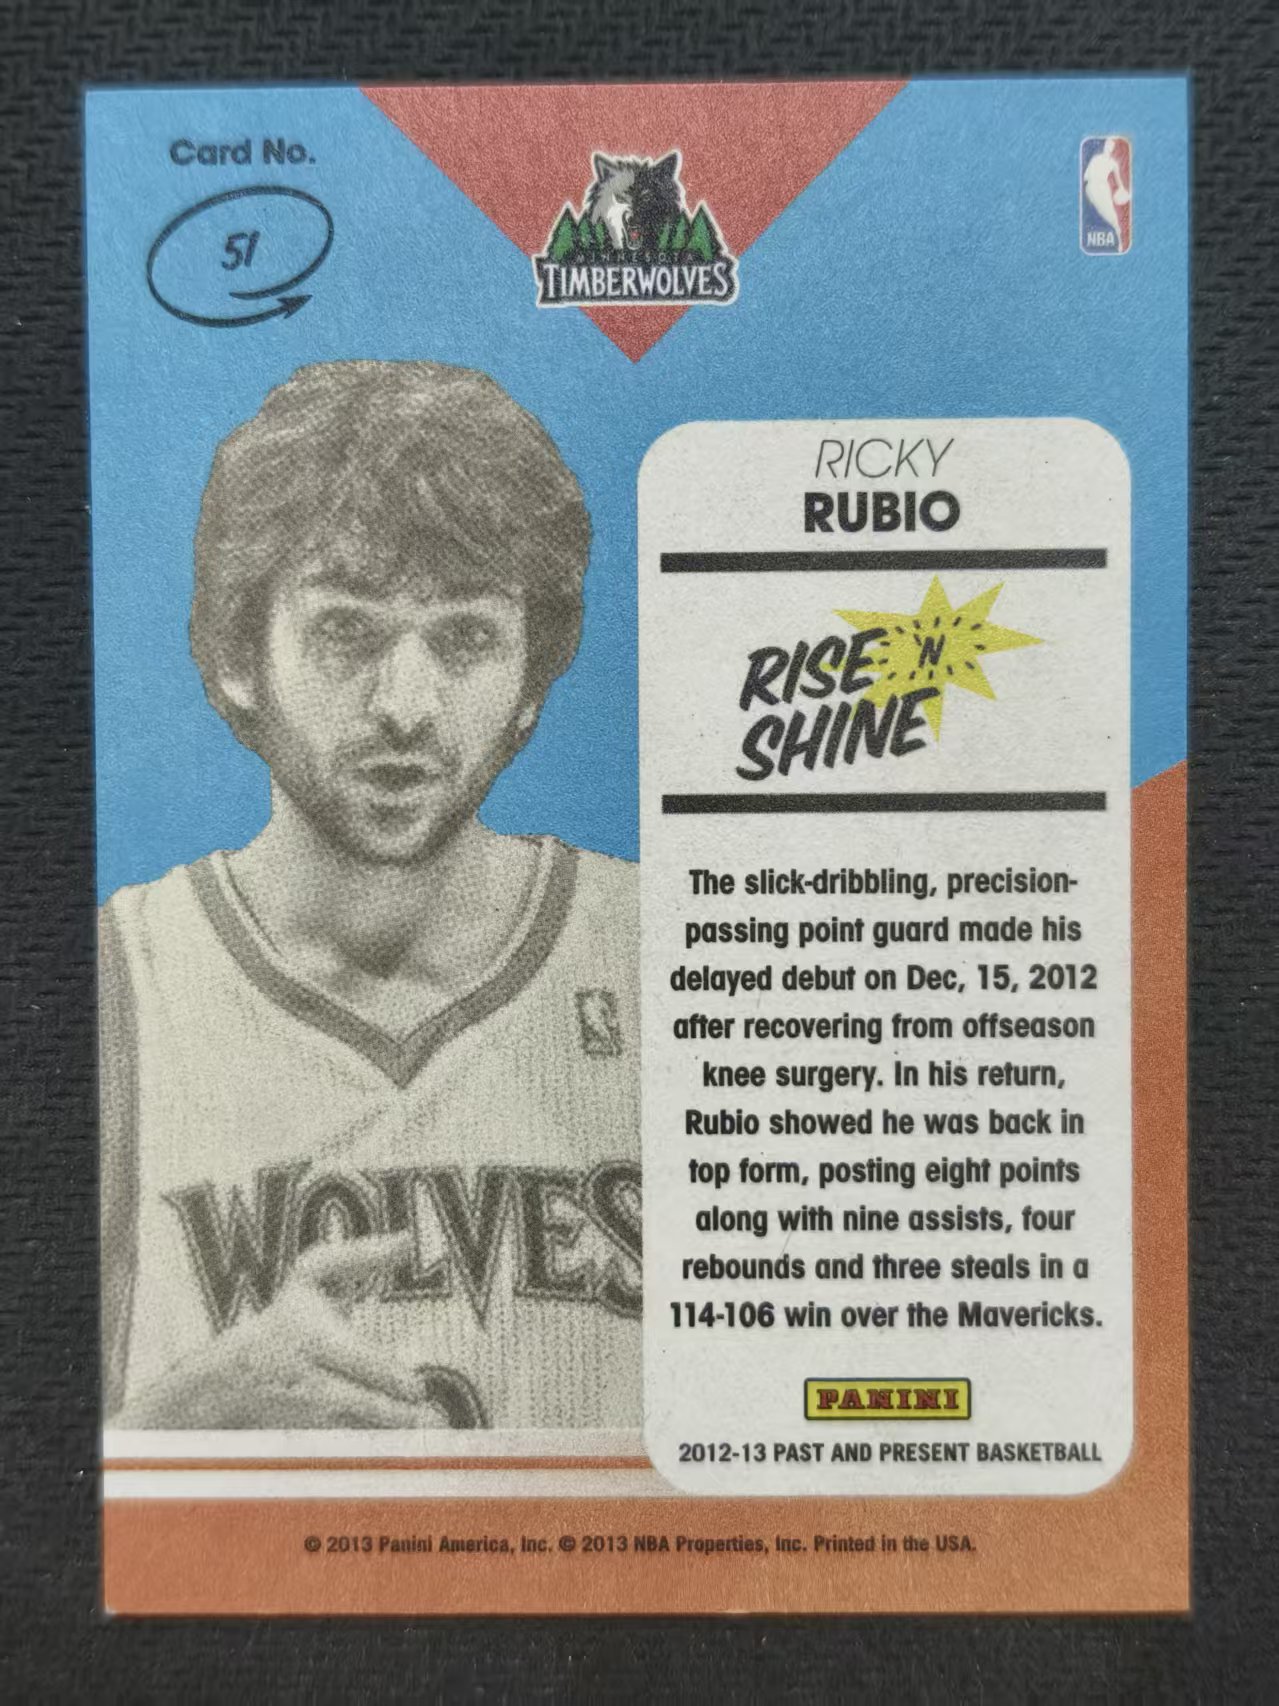 Card No.
51
MINNESOTA
TIMBERWOLVES
NBA
RICKY
RUBIO
RISE 'N'
SHINE
The slick-dribbling, precision-
passing point guard made his
delayed debut on Dec, 15, 2012
after recovering from offseason
knee surgery. In his return,
Rubio showed he was back in
top form, posting eight points
along with nine assists, four
rebounds and three steals in a
114-106 win over the Mavericks.
WOLVES
PANINI
2012-13 PAST AND PRESENT BASKETBALL
© 2013 Panini America, Inc. © 2013 NBA Properties, Inc. Printed in the USA.